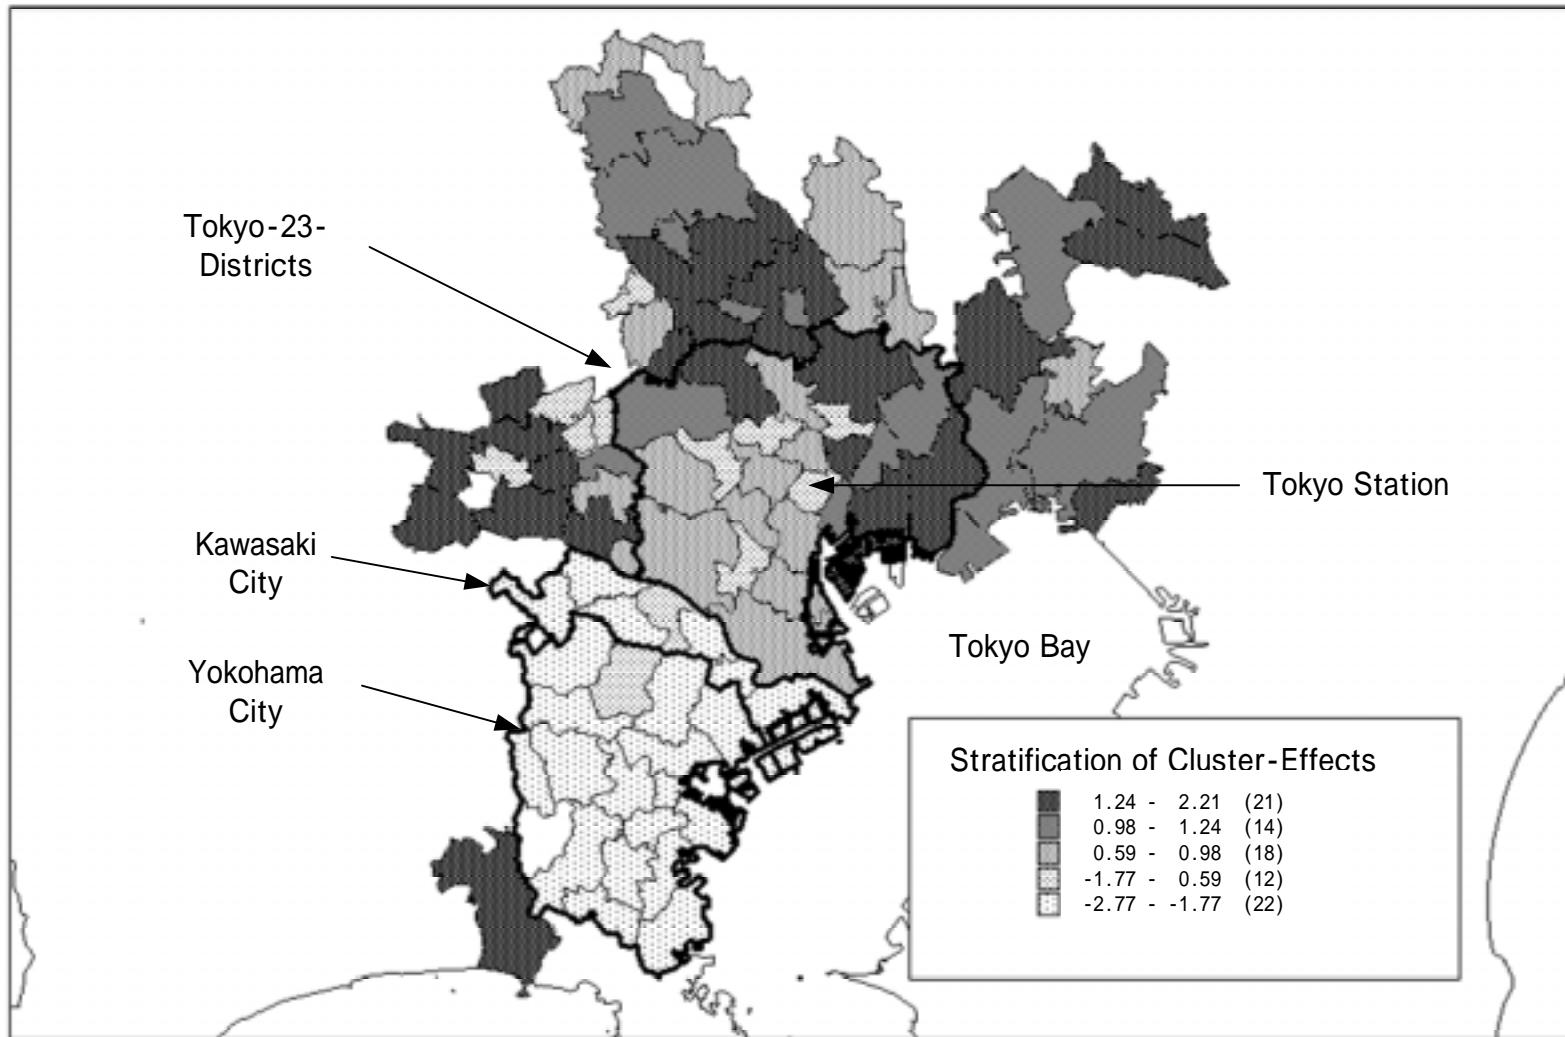 Tokyo-23-
Districts
Tokyo Station
Kawasaki
City
Tokyo Bay
Yokohama
City
Stratification of Cluster-Effects
1.24 - 2.21 (21)
0.98 - 1.24 (14)
0.59 - 0.98 (18)
-1.77 - 0.59 (12)
-2.77 - -1.77 (22)